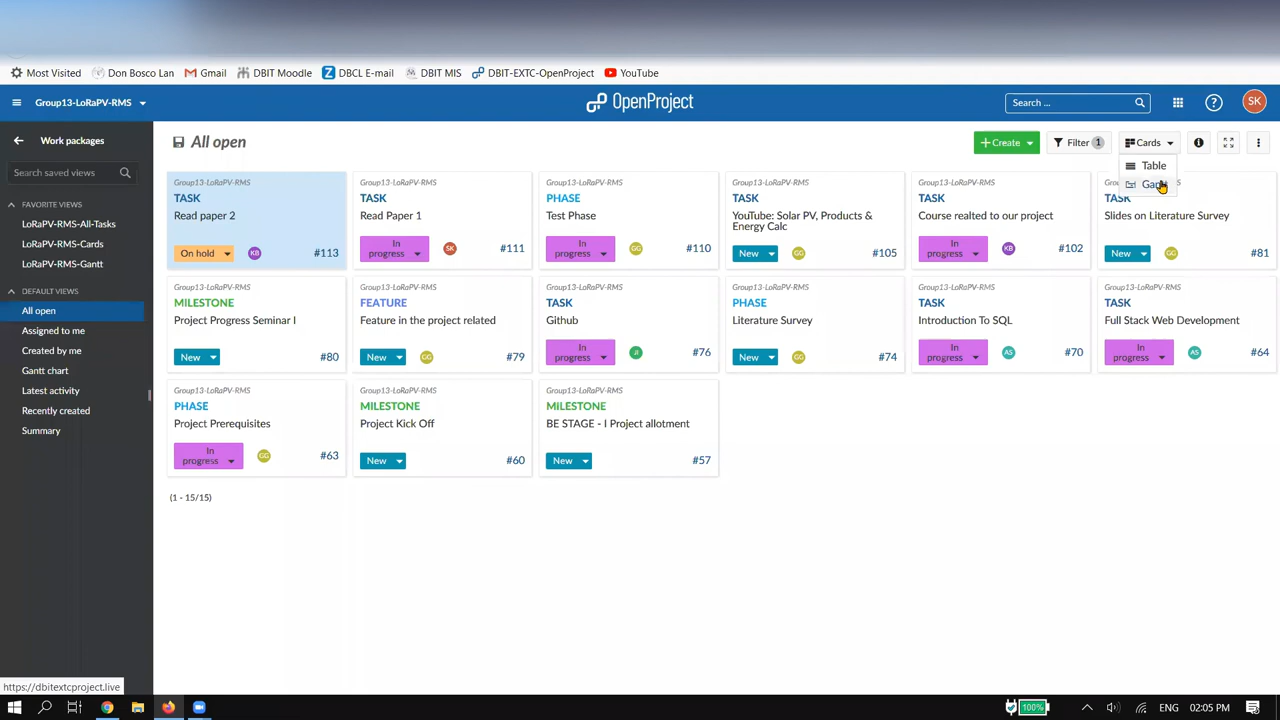 Most Visited
Don Bosco Lan
Gmail
DBIT Moodle
DBCL E-mail
DBIT MIS
DBIT-EXTC-OpenProject
YouTube
Group13-LoRaPV-RMS
OpenProject
Search ...
SK
Work packages
Search saved views
FAVORITE VIEWS
LoRaPV-RMS-All-Tasks
LoRaPV-RMS-Cards
LoRaPV-RMS-Gantt
DEFAULT VIEWS
All open
Assigned to me
Created by me
Gantt chart
Latest activity
Recently created
Summary
All open
+ Create
Filter 1
Cards
Table
Group13-LoRaPV-RMS
TASK
Read paper 2
On hold
KB
#113
Group13-LoRaPV-RMS
TASK
Read Paper 1
In
progress
SK
#111
Group13-LoRaPV-RMS
PHASE
Test Phase
In
progress
GG
#110
Group13-LoRaPV-RMS
TASK
YouTube: Solar PV, Products &
Energy Calc
New
GG
#105
Group13-LoRaPV-RMS
TASK
Course realted to our project
In
progress
KB
#102
TASK
Slides on Literature Survey
New
GG
#81
Group13-LoRaPV-RMS
MILESTONE
Project Progress Seminar I
New
#80
Group13-LoRaPV-RMS
FEATURE
Feature in the project related
New
GG
#79
Group13-LoRaPV-RMS
TASK
Github
In
progress
JI
#76
Group13-LoRaPV-RMS
PHASE
Literature Survey
New
GG
#74
Group13-LoRaPV-RMS
TASK
Introduction To SQL
In
progress
AS
#70
Group13-LoRaPV-RMS
TASK
Full Stack Web Development
In
progress
AS
#64
Group13-LoRaPV-RMS
PHASE
Project Prerequisites
In
progress
GG
#63
Group13-LoRaPV-RMS
MILESTONE
Project Kick Off
New
#60
Group13-LoRaPV-RMS
MILESTONE
BE STAGE - I Project allotment
New
#57
(1 - 15/15)
https://dbitextcproject.live
100%
ENG
02:05 PM